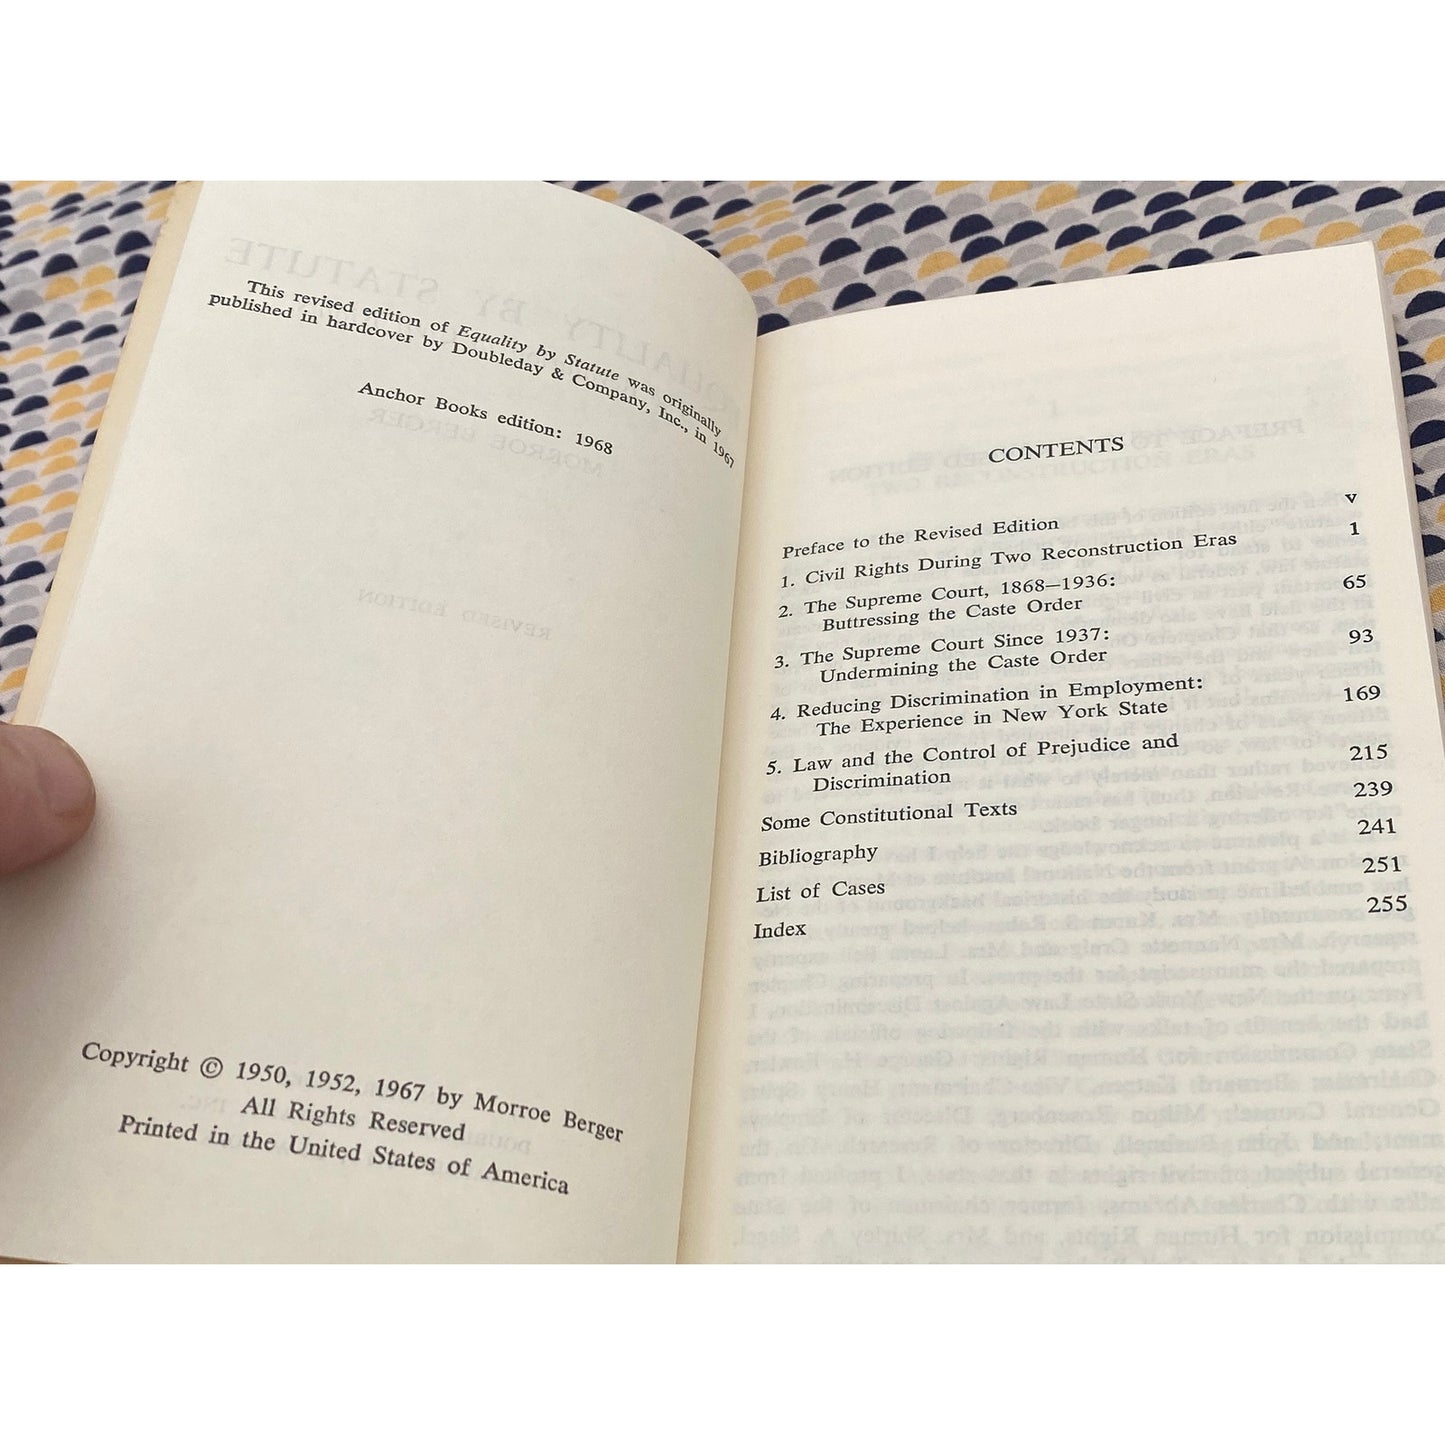 This revised edition of Equality by Statute was originally
published in hardcover by Doubleday & Company, Inc., in 1967
Anchor Books edition: 1968
Copyright © 1950, 1952, 1967 by Morroe Berger
All Rights Reserved
Printed in the United States of America
CONTENTS
Preface to the Revised Edition v
1. Civil Rights During Two Reconstruction Eras 1
2. The Supreme Court, 1868–1936:
Buttressing the Caste Order 65
3. The Supreme Court Since 1937:
Undermining the Caste Order 93
4. Reducing Discrimination in Employment:
The Experience in New York State 169
5. Law and the Control of Prejudice and
Discrimination 215
Some Constitutional Texts 239
Bibliography 241
List of Cases 251
Index 255